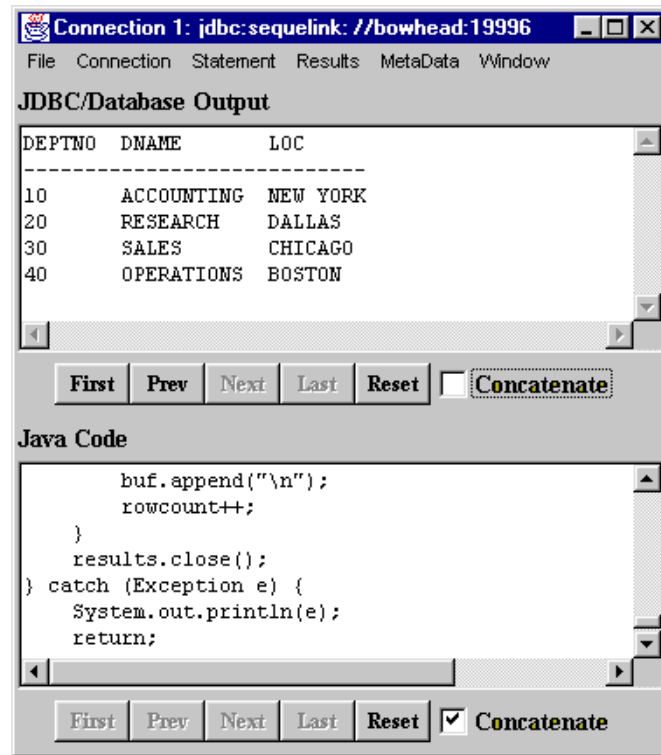 Connection 1: jdbc:sequelink: //bowhead:19996
File Connection Statement Results MetaData Window
JDBC/Database Output
DEPTNO DNAME LOC
-----------------------------
10 ACCOUNTING NEW YORK
20 RESEARCH DALLAS
30 SALES CHICAGO
40 OPERATIONS BOSTON
First Prev Next Last Reset Concatenate
Java Code
buf.append("\n");
rowcount++;
}
results.close();
} catch (Exception e) {
System.out.println(e);
return;
First Prev Next Last Reset Concatenate